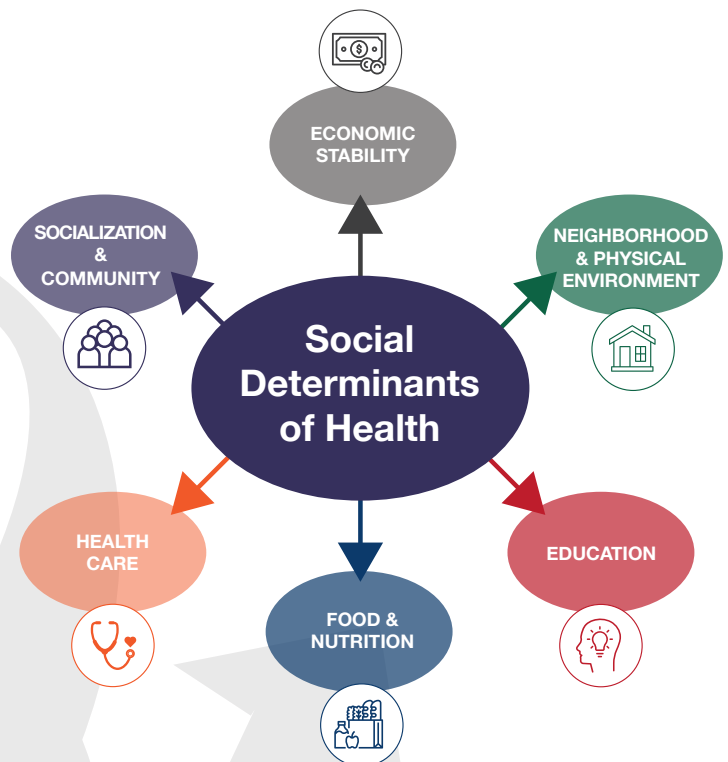 ECONOMIC
STABILITY
SOCIALIZATION
&
COMMUNITY
NEIGHBORHOOD
& PHYSICAL
ENVIRONMENT
Social
Determinants
of Health
HEALTH
CARE
EDUCATION
FOOD &
NUTRITION